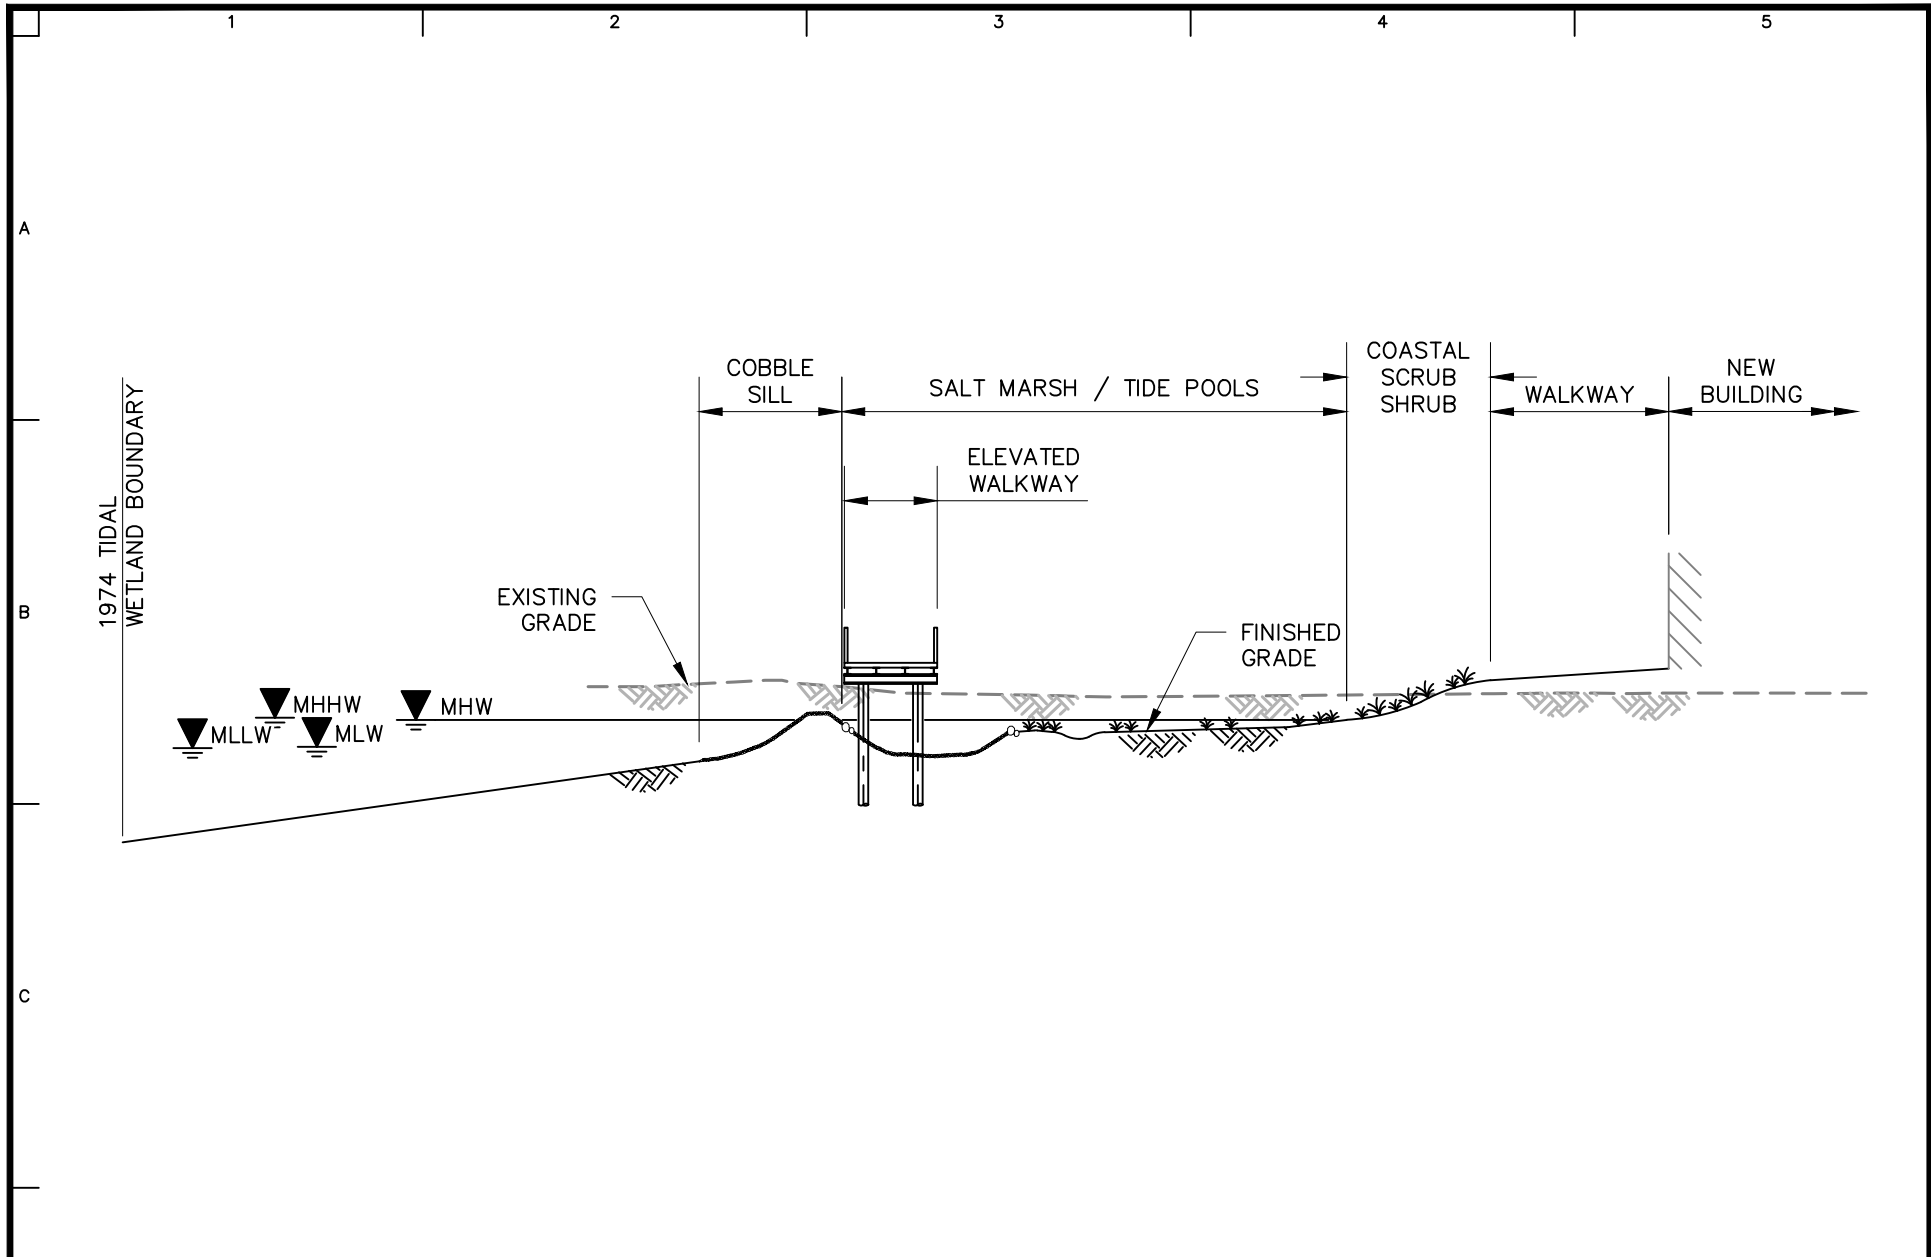 1 2 3 4 5
A
COBBLE
SILL
SALT MARSH / TIDE POOLS
COASTAL
SCRUB
SHRUB
WALKWAY
NEW
BUILDING
1974 TIDAL
WETLAND BOUNDARY
ELEVATED
WALKWAY
B
EXISTING
GRADE
FINISHED
GRADE
MHHW
MHW
MLLW
MLW
C